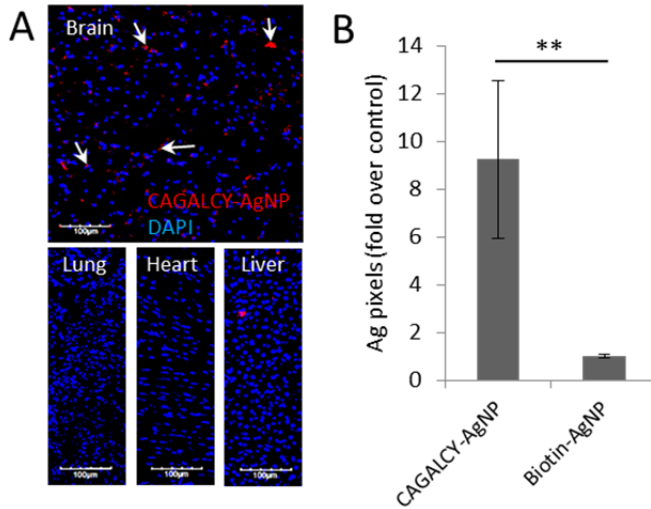 A
Brain
CAGALCY-AgNP
DAPI
100µm
Lung
Heart
Liver
100µm
100µm
100µm
B
Ag pixels (fold over control)
14
12
10
8
6
4
2
0
**
CAGALCY-AgNP
Biotin-AgNP